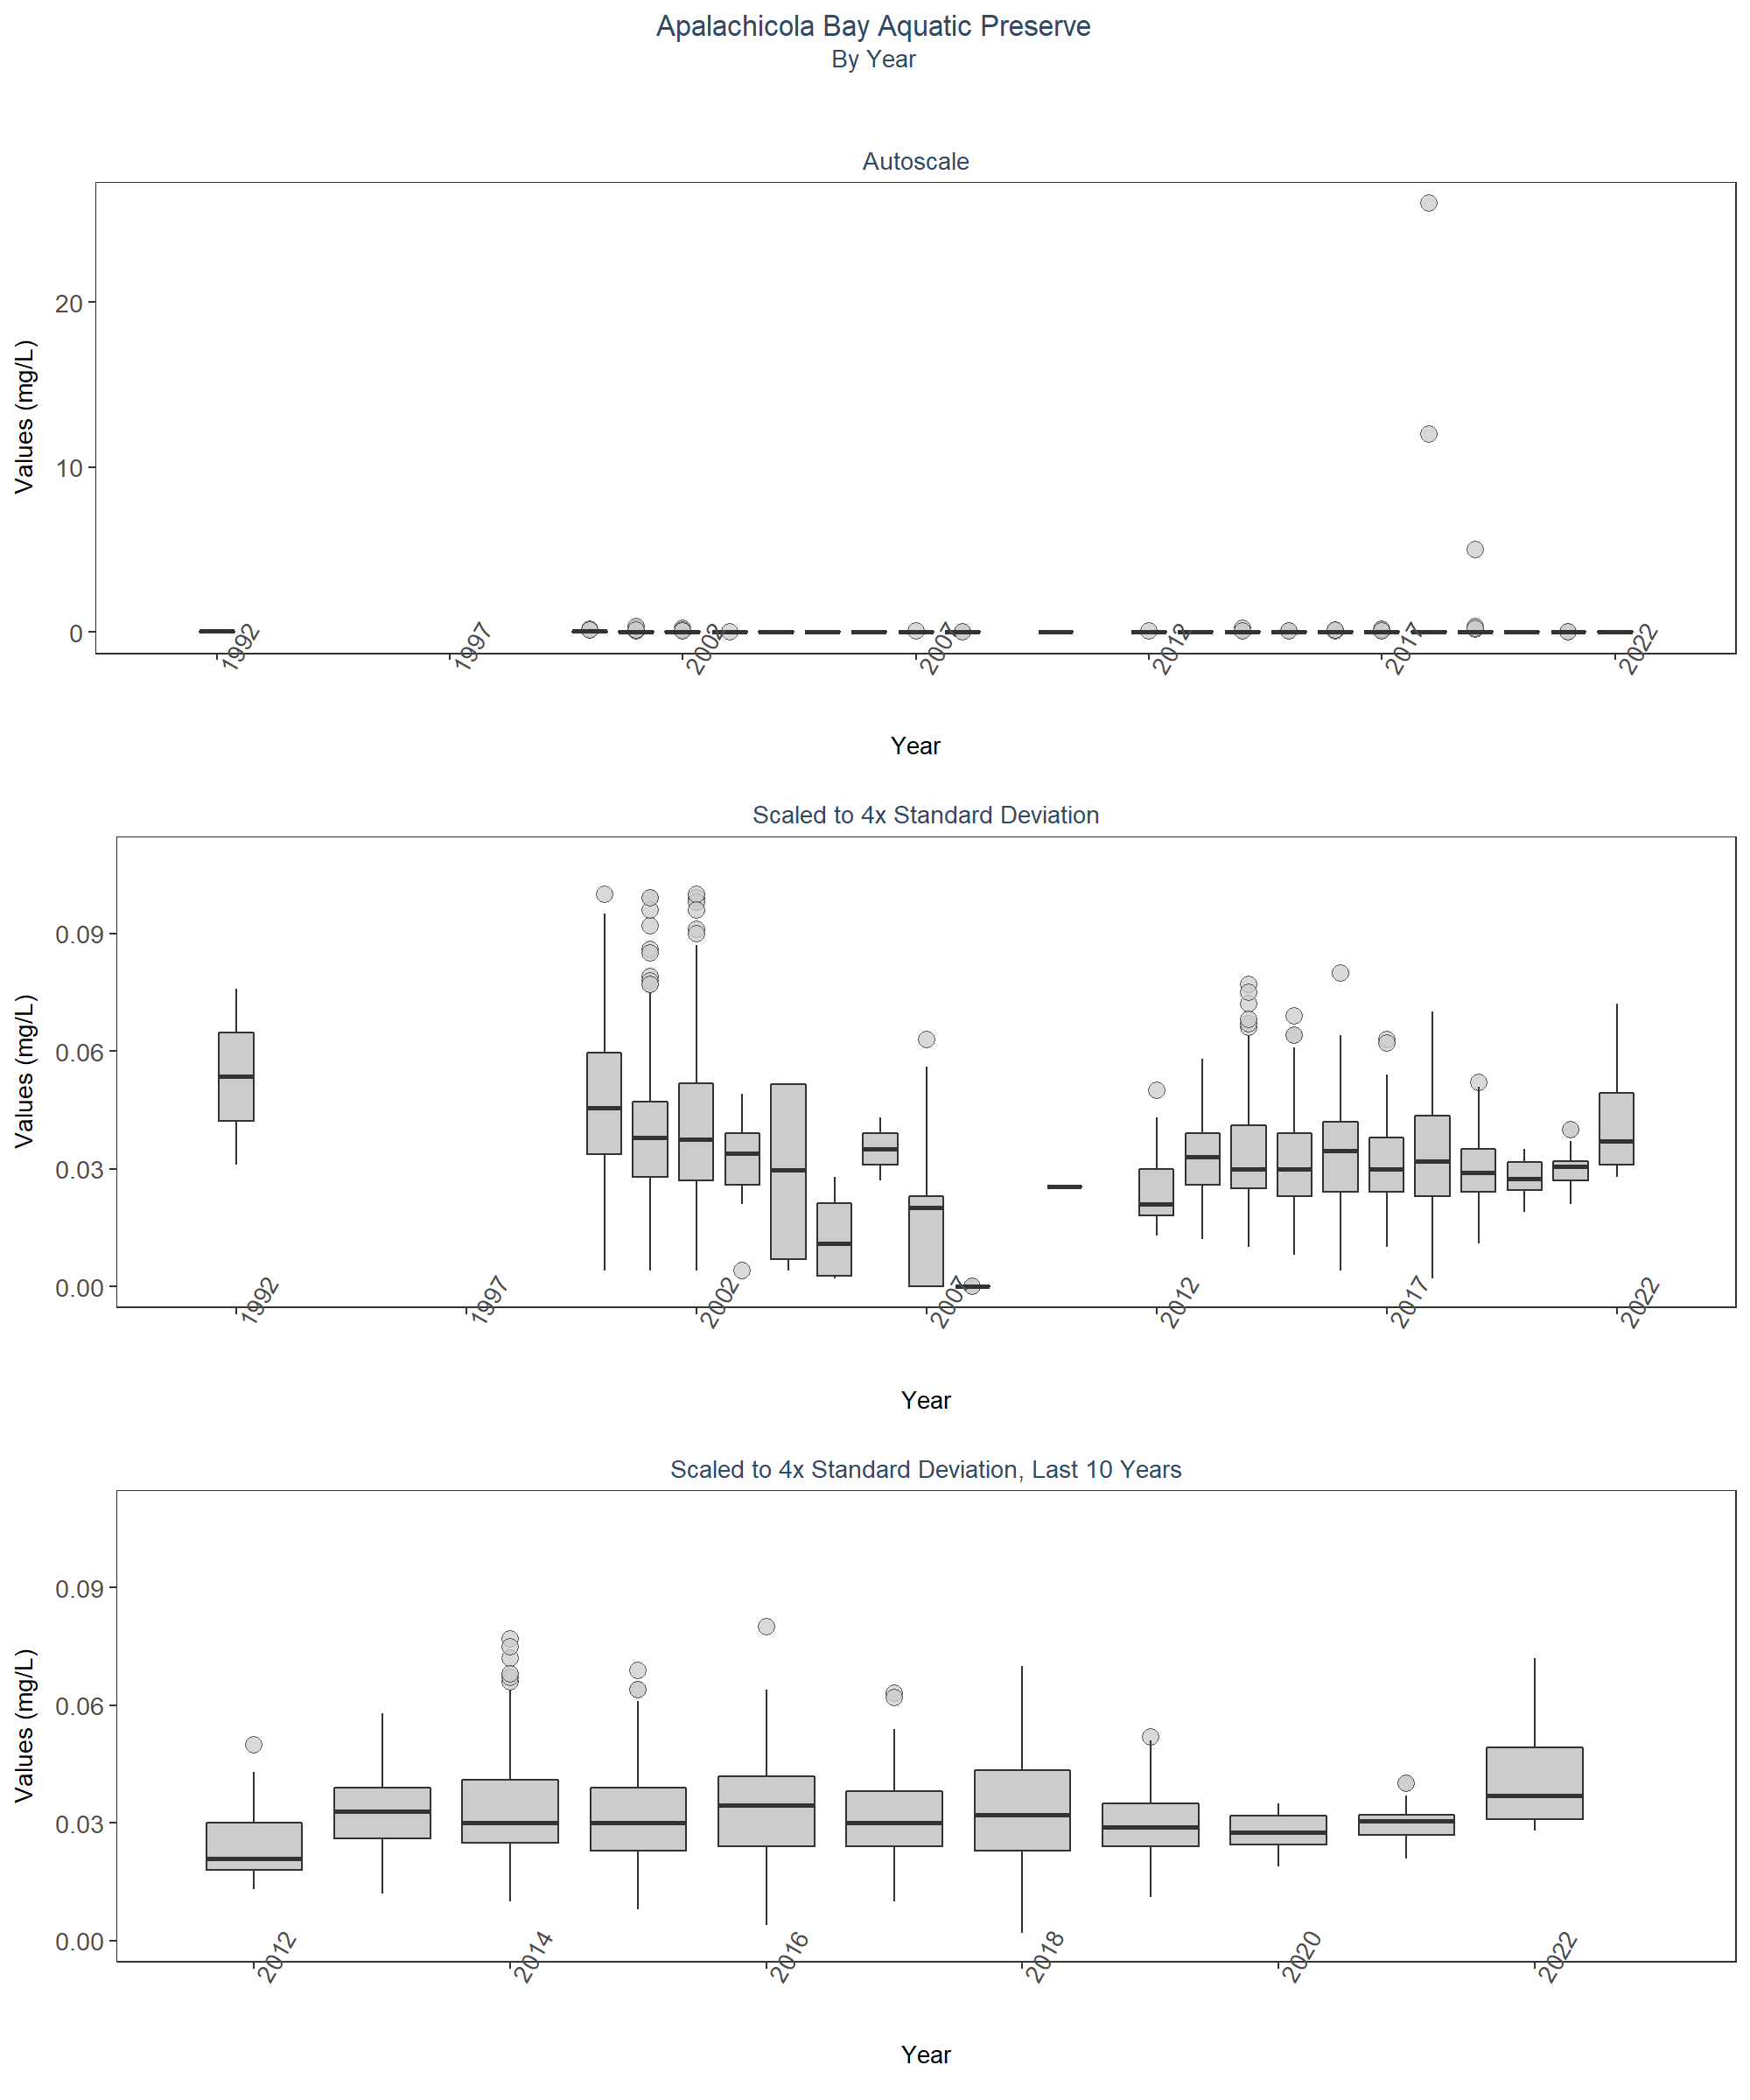 Apalachicola Bay Aquatic Preserve
By Year
Autoscale
Values (mg/L)
20
10
0
1992 1997 2002 2007 2012 2017 2022
Year
Scaled to 4x Standard Deviation
Values (mg/L)
0.09
0.06
0.03
0.00
1992 1997 2002 2007 2012 2017 2022
Year
Scaled to 4x Standard Deviation, Last 10 Years
Values (mg/L)
0.09
0.06
0.03
0.00
2012 2014 2016 2018 2020 2022
Year